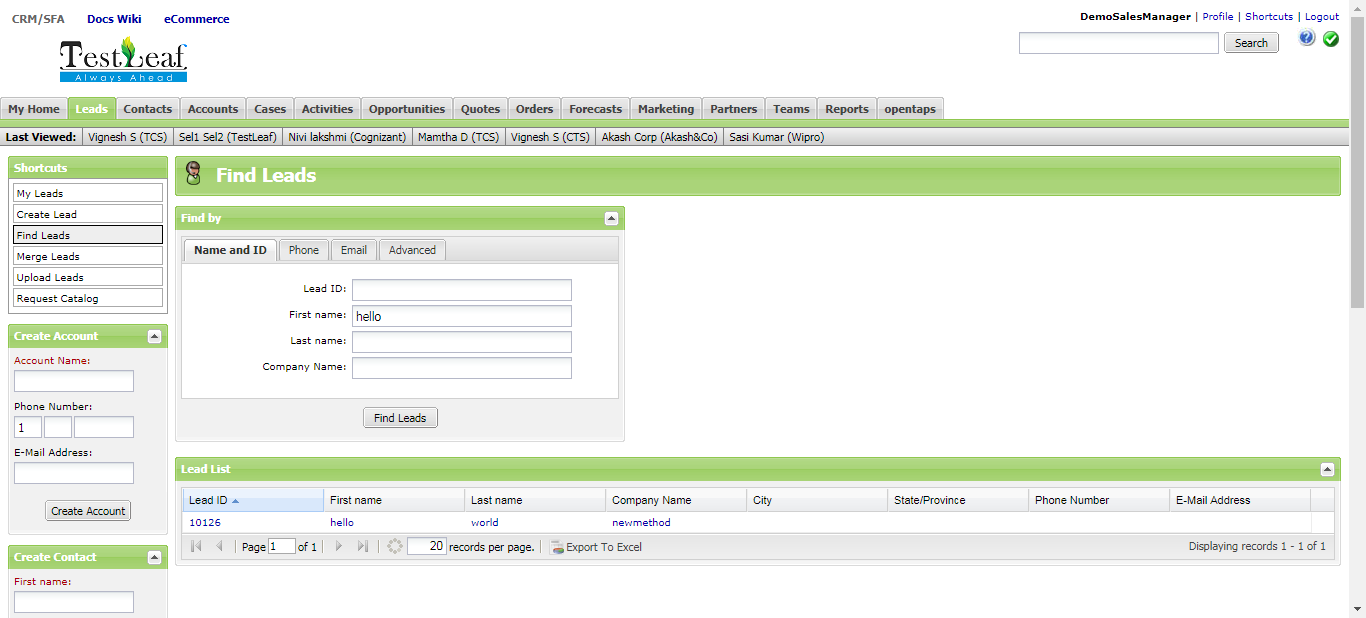 CRM/SFA Docs Wiki eCommerce
DemoSalesManager | Profile | Shortcuts | Logout
TestLeaf
Always Ahead
Search
My Home Leads Contacts Accounts Cases Activities Opportunities Quotes Orders Forecasts Marketing Partners Teams Reports opentaps
Last Viewed: Vignesh S (TCS) Sel1 Sel2 (TestLeaf) Nivi lakshmi (Cognizant) Mamtha D (TCS) Vignesh S (CTS) Akash Corp (Akash&Co) Sasi Kumar (Wipro)
Shortcuts
My Leads
Create Lead
Find Leads
Merge Leads
Upload Leads
Request Catalog
Create Account
Account Name:
Phone Number:
1
E-Mail Address:
Create Account
Create Contact
First name:
Find Leads
Find by
Name and ID Phone Email Advanced
Lead ID:
First name: hello
Last name:
Company Name:
Find Leads
Lead List
Lead ID First name Last name Company Name City State/Province Phone Number E-Mail Address
10126 hello world newmethod
Page 1 of 1 20 records per page. Export To Excel Displaying records 1 - 1 of 1